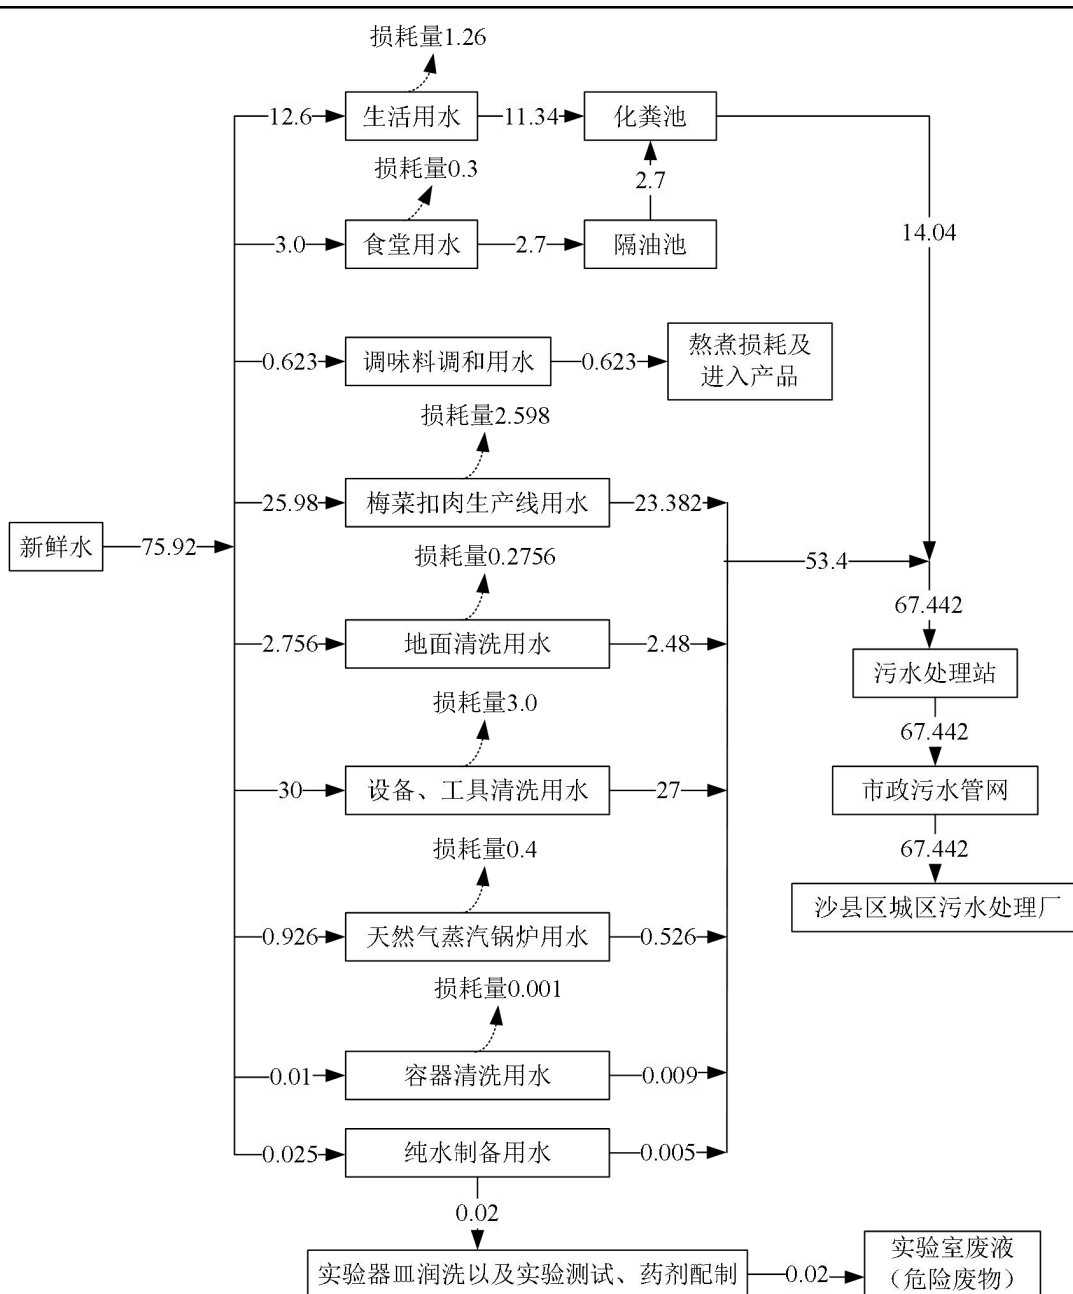 损耗量1.26
12.6
生活用水
11.34
化粪池
损耗量0.3
2.7
3.0
食堂用水
2.7
隔油池
14.04
0.623
调味料调和用水
0.623
熬煮损耗及
进入产品
损耗量2.598
25.98
梅菜扣肉生产线用水
23.382
新鲜水
75.92
损耗量0.2756
53.4
67.442
2.756
地面清洗用水
2.48
污水处理站
损耗量3.0
67.442
30
设备、工具清洗用水
27
市政污水管网
损耗量0.4
67.442
0.926
天然气蒸汽锅炉用水
0.526
沙县区城区污水处理厂
损耗量0.001
0.01
容器清洗用水
0.009
0.025
纯水制备用水
0.005
0.02
实验器皿润洗以及实验测试、药剂配制
0.02
实验室废液
（危险废物）